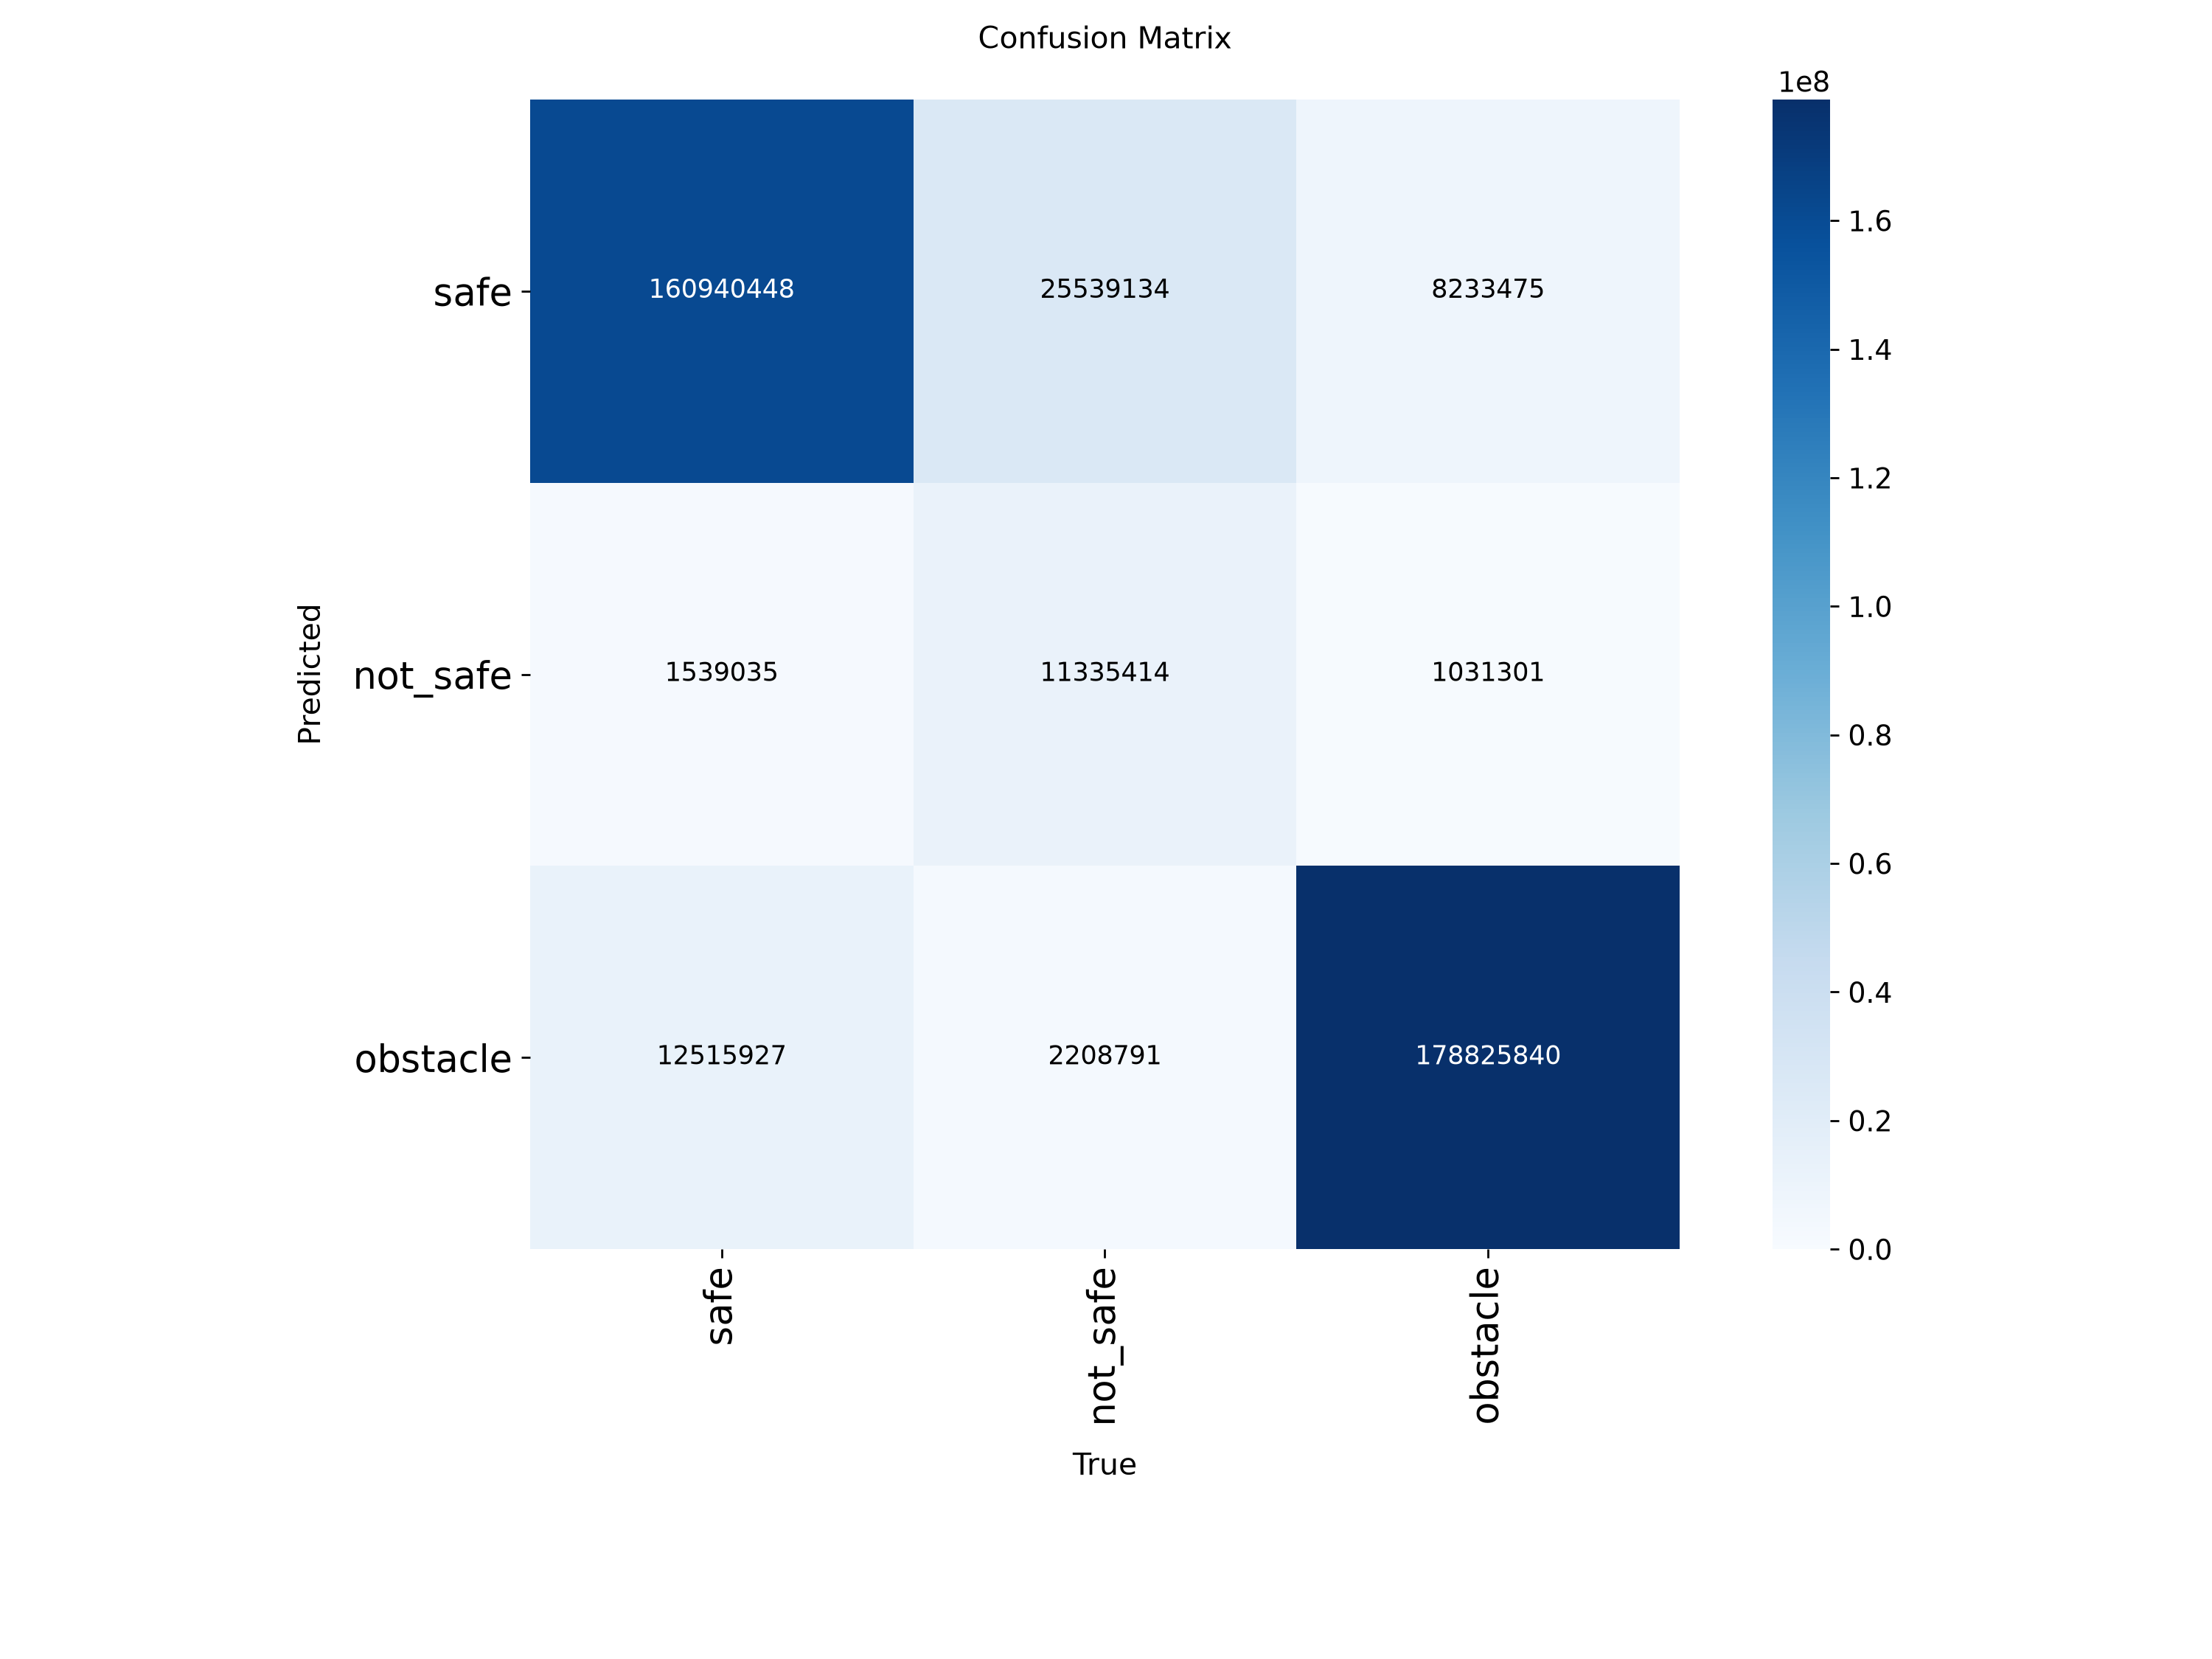 Confusion Matrix
1e8
safe
160940448
25539134
8233475
not_safe
1539035
11335414
1031301
obstacle
12515927
2208791
178825840
Predicted
safe
not_safe
obstacle
True
1.6
1.4
1.2
1.0
0.8
0.6
0.4
0.2
0.0